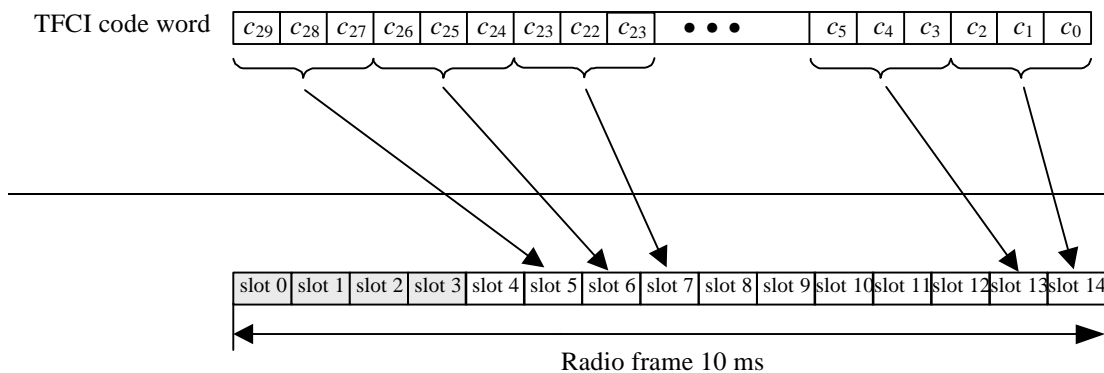 TFCI code word c29 c28 c27 c26 c25 c24 c23 c22 c23 • • • c5 c4 c3 c2 c1 c0
slot 0 slot 1 slot 2 slot 3 slot 4 slot 5 slot 6 slot 7 slot 8 slot 9 slot 10 slot 11 slot 12 slot 13 slot 14
Radio frame 10 ms